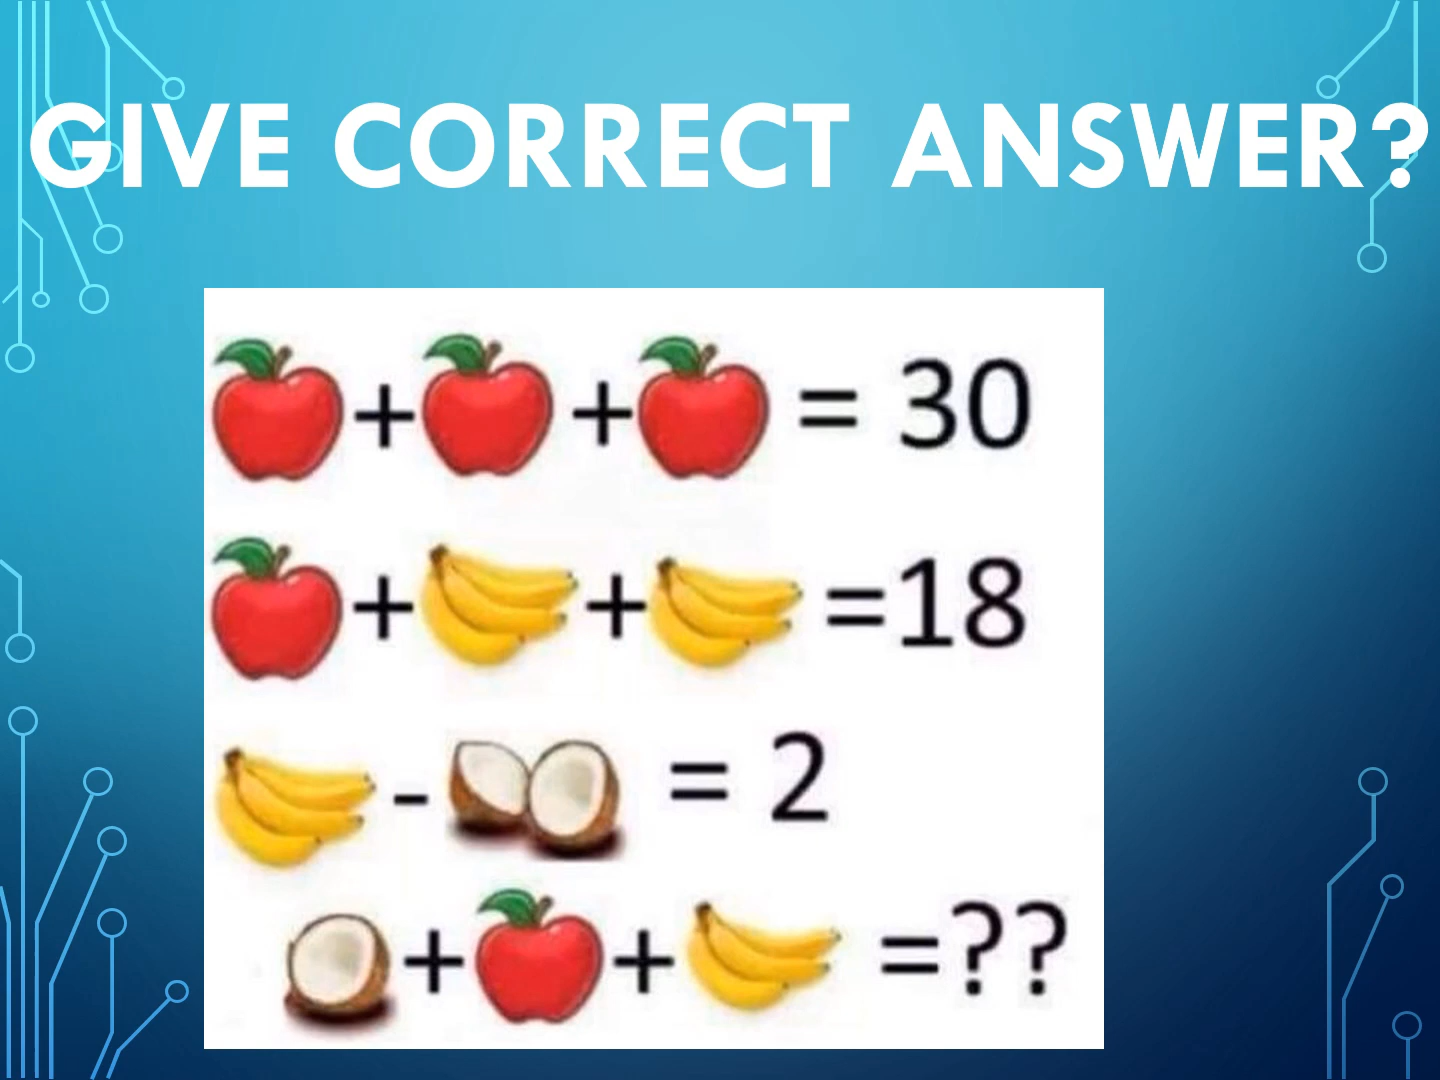 GIVE CORRECT ANSWER?
+ + = 30
+ + =18
- = 2
+ + =??